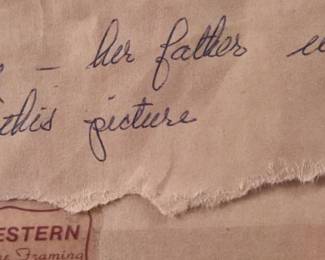 – her father
this picture
ESTERN
Framing